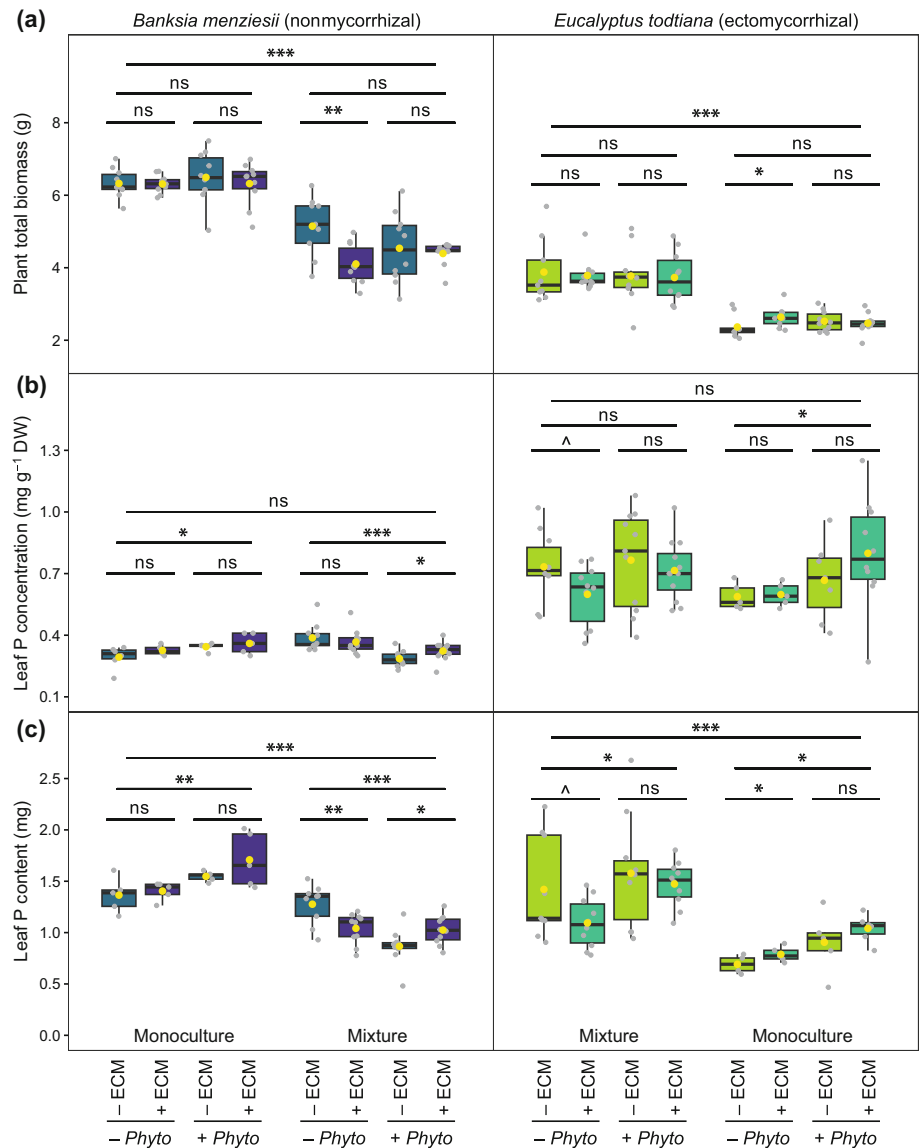 (a)
Banksia menziesii (nonmycorrhizal)
Eucalyptus todtiana (ectomycorrhizal)
Plant total biomass (g)
8
6
4
2
***
ns
ns
ns ns ** ns
***
ns ns
ns ns * ns
(b)
Leaf P concentration (mg g⁻¹ DW)
1.3
1.0
0.7
0.4
0.1
ns
* ***
ns ns *
ns
ns *
^ ns ns ns
(c)
Leaf P content (mg)
2.5
2.0
1.5
1.0
0.5
0.0
***
** ***
ns ns ** *
***
* *
^ ns * ns
Monoculture Mixture Mixture Monoculture
– ECM + ECM – ECM + ECM – ECM + ECM – ECM + ECM – ECM + ECM – ECM + ECM – ECM + ECM – ECM + ECM
– Phyto + Phyto – Phyto + Phyto – Phyto + Phyto – Phyto + Phyto